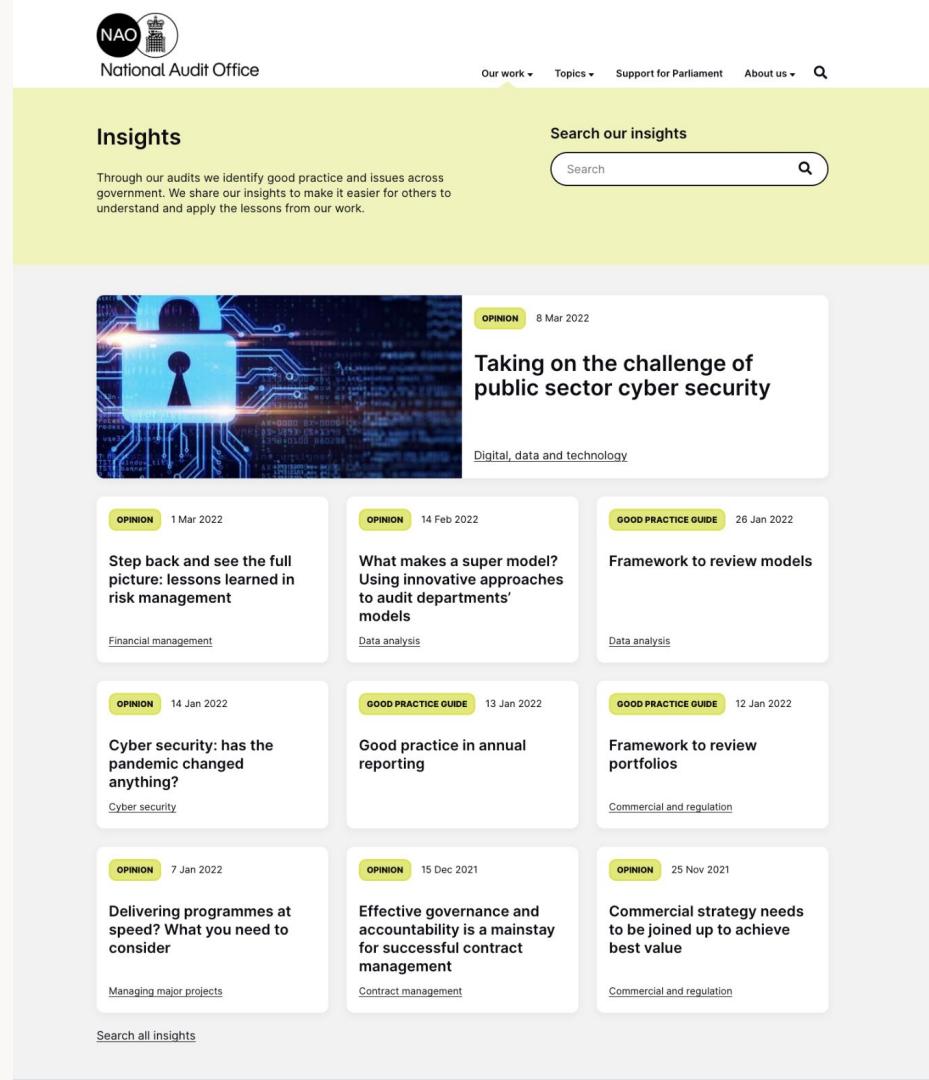 NAO
National Audit Office
Our work
Topics
Support for Parliament
About us
Insights
Through our audits we identify good practice and issues across
government. We share our insights to make it easier for others to
understand and apply the lessons from our work.
Search our insights
Search
OPINION 8 Mar 2022
Taking on the challenge of
public sector cyber security
Digital, data and technology
OPINION 1 Mar 2022
Step back and see the full
picture: lessons learned in
risk management
Financial management
OPINION 14 Feb 2022
What makes a super model?
Using innovative approaches
to audit departments’
models
Data analysis
GOOD PRACTICE GUIDE 26 Jan 2022
Framework to review models
Data analysis
OPINION 14 Jan 2022
Cyber security: has the
pandemic changed
anything?
Cyber security
GOOD PRACTICE GUIDE 13 Jan 2022
Good practice in annual
reporting
GOOD PRACTICE GUIDE 12 Jan 2022
Framework to review
portfolios
Commercial and regulation
OPINION 7 Jan 2022
Delivering programmes at
speed? What you need to
consider
Managing major projects
OPINION 15 Dec 2021
Effective governance and
accountability is a mainstay
for successful contract
management
Contract management
OPINION 25 Nov 2021
Commercial strategy needs
to be joined up to achieve
best value
Commercial and regulation
Search all insights